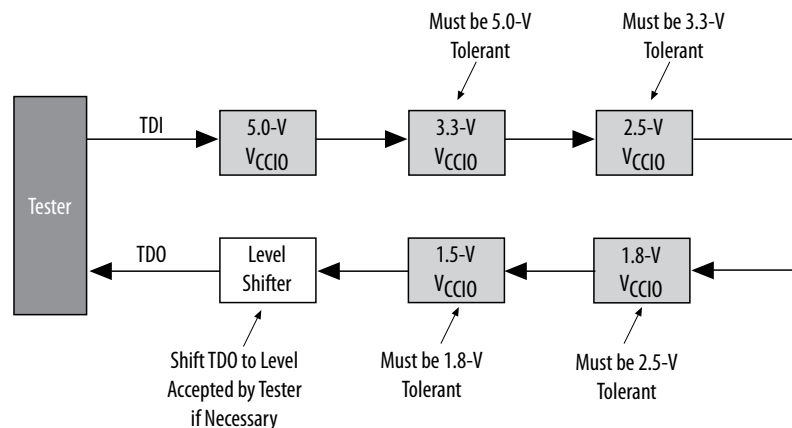 Must be 5.0-V
Tolerant
Must be 3.3-V
Tolerant
Tester
TDI
5.0-V
VCCIO
3.3-V
VCCIO
2.5-V
VCCIO
TDO
Level
Shifter
1.5-V
VCCIO
1.8-V
VCCIO
Shift TDO to Level
Accepted by Tester
if Necessary
Must be 1.8-V
Tolerant
Must be 2.5-V
Tolerant